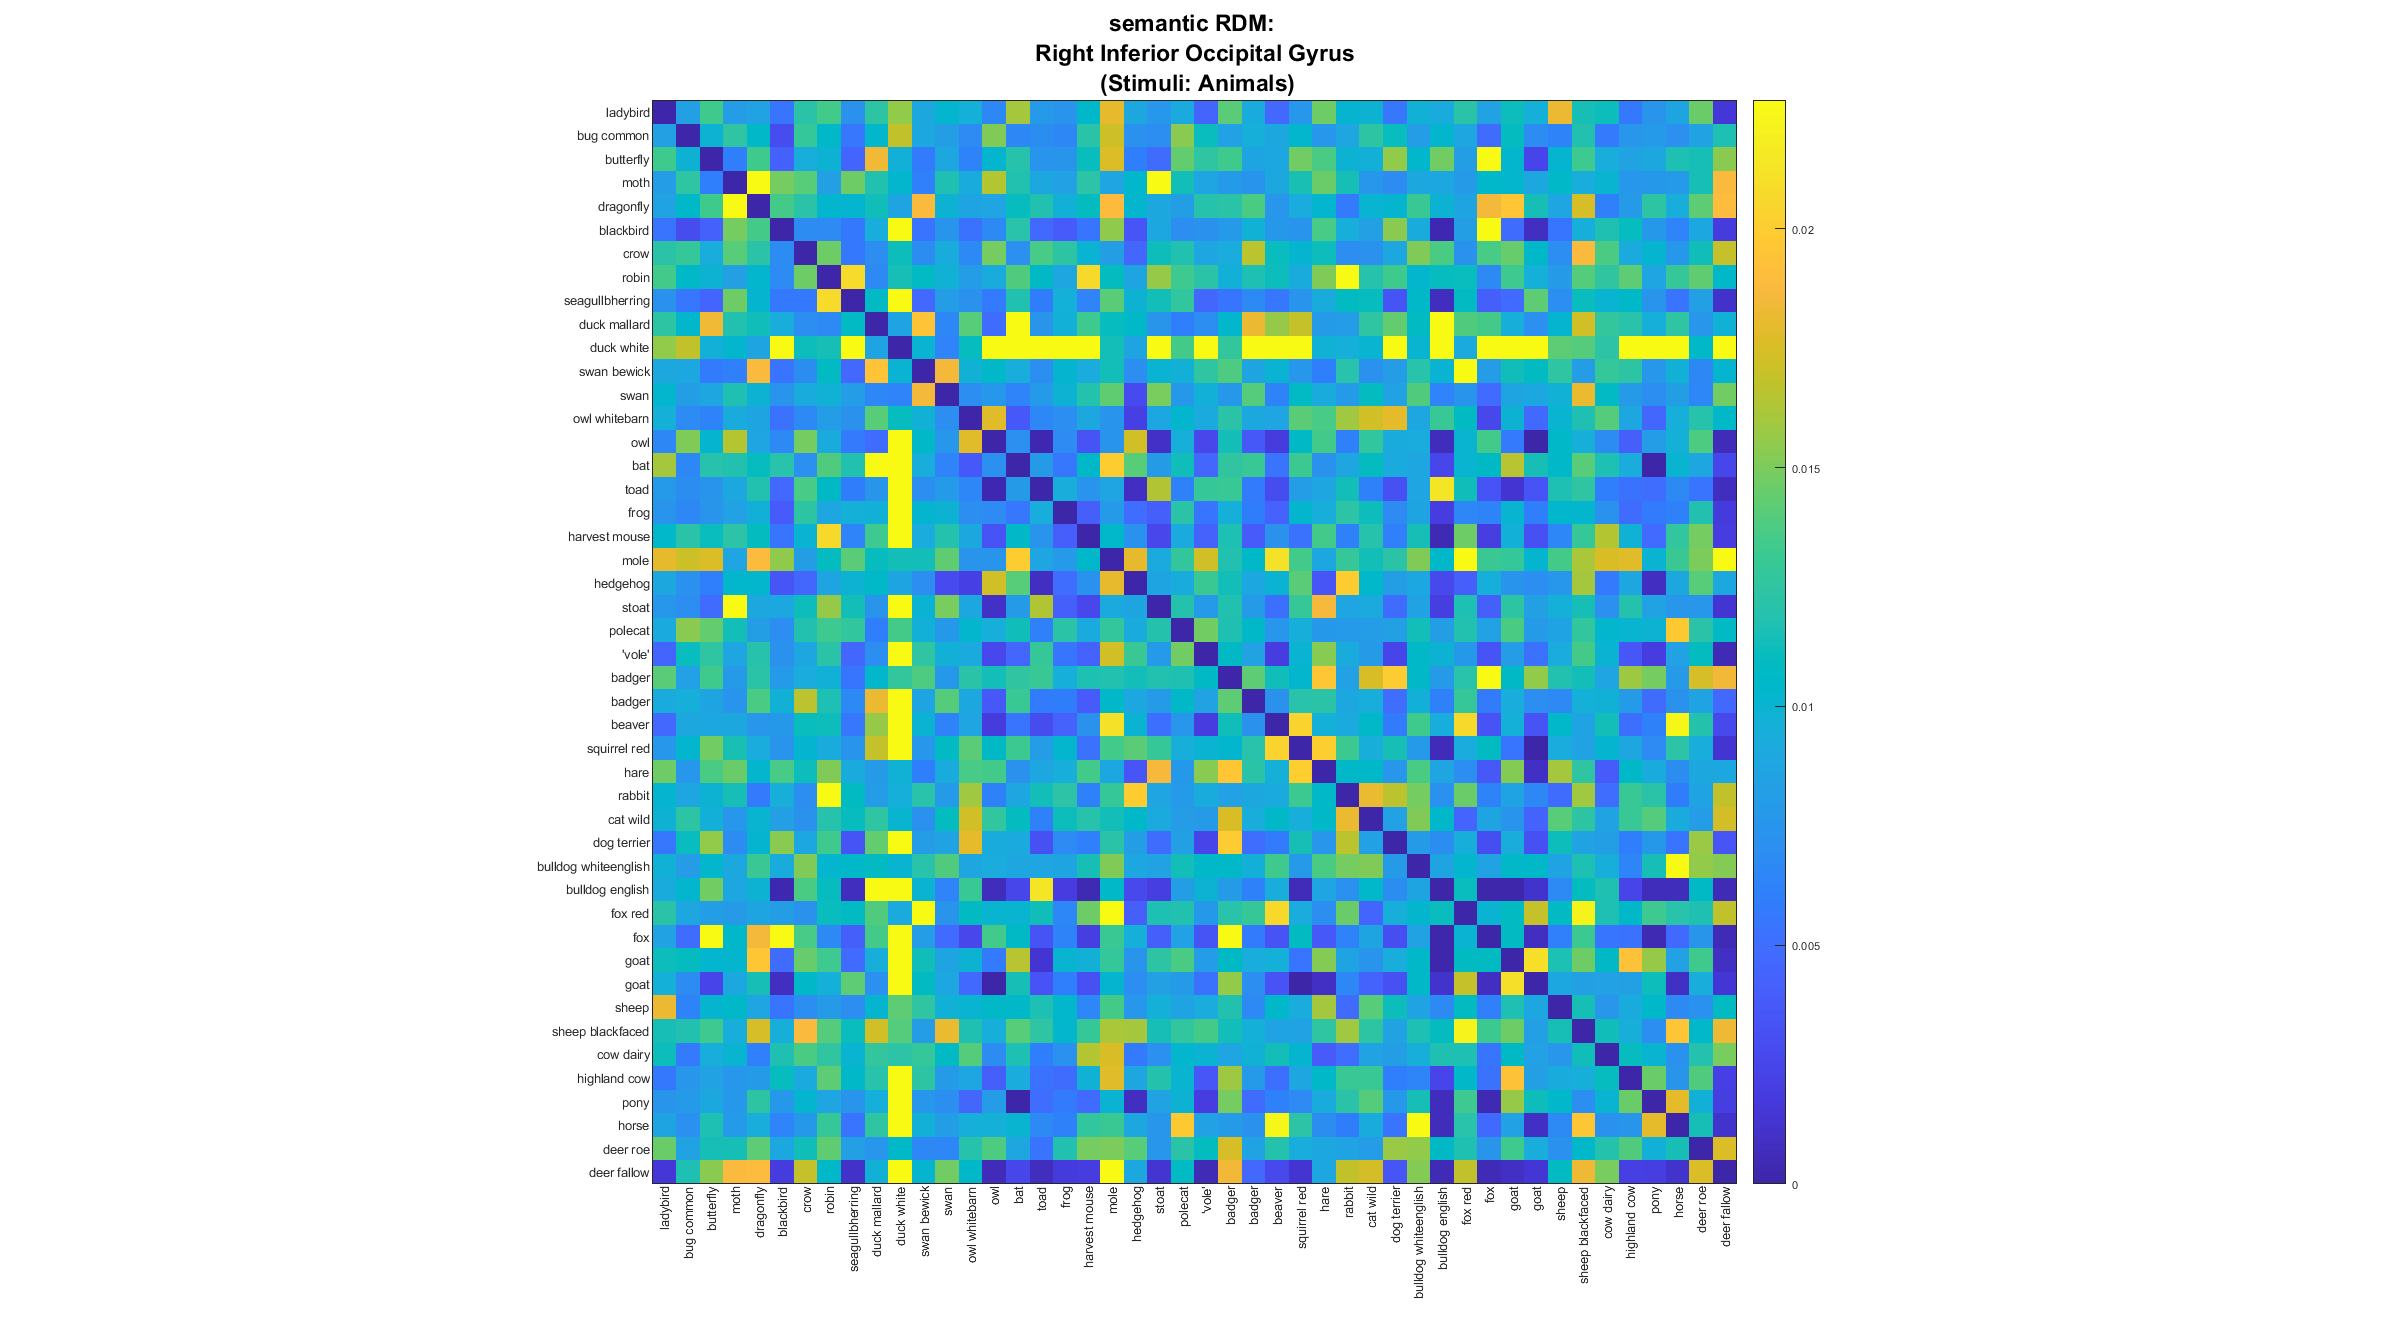 semantic RDM:
Right Inferior Occipital Gyrus
(Stimuli: Animals)
ladybird
bug common
butterfly
moth
dragonfly
blackbird
crow
robin
seagullbherring
duck mallard
duck white
swan bewick
swan
owl whitebarn
owl
bat
toad
frog
harvest mouse
mole
hedgehog
stoat
polecat
'vole'
badger
badger
beaver
squirrel red
hare
rabbit
cat wild
dog terrier
bulldog whiteenglish
bulldog english
fox red
fox
goat
goat
sheep
sheep blackfaced
cow dairy
highland cow
pony
horse
deer roe
deer fallow
ladybird
bug common
butterfly
moth
dragonfly
blackbird
crow
robin
seagullbherring
duck mallard
duck white
swan bewick
swan
owl whitebarn
owl
bat
toad
frog
harvest mouse
mole
hedgehog
stoat
polecat
'vole'
badger
badger
beaver
squirrel red
hare
rabbit
cat wild
dog terrier
bulldog whiteenglish
bulldog english
fox red
fox
goat
goat
sheep
sheep blackfaced
cow dairy
highland cow
pony
horse
deer roe
deer fallow
0.02
0.015
0.01
0.005
0